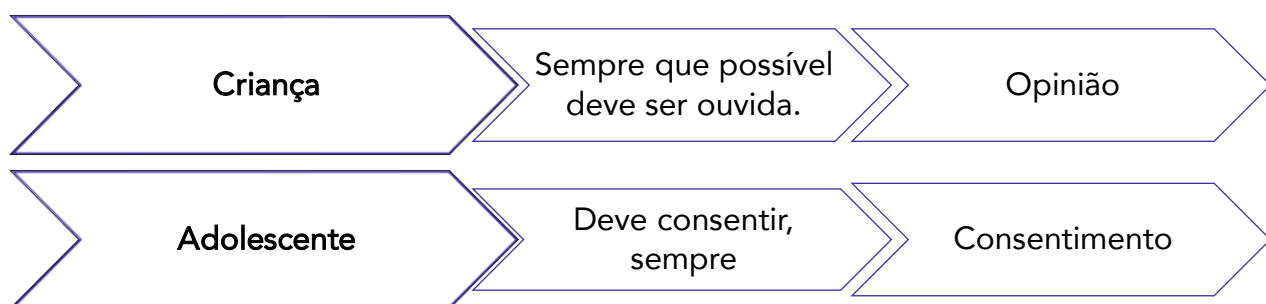 Criança
Sempre que possível
deve ser ouvida.
Opinião
Adolescente
Deve consentir,
sempre
Consentimento